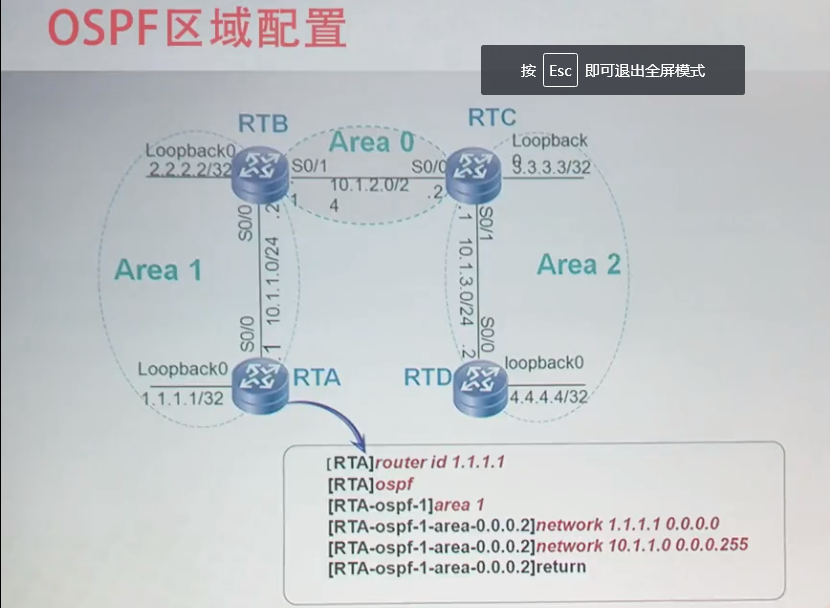 OSPF区域配置
按 Esc 即可退出全屏模式
RTB
RTC
Area 0
Loopback0
2.2.2.2/32
S0/1
S0/0
10.1.2.0/2
4
.1
.2
Loopback
0
3.3.3.3/32
S0/0
.2
10.1.1.0/24
S0/0
.1
.1
S0/1
10.1.3.0/24
S0/0
.2
Area 1
Area 2
Loopback0
1.1.1.1/32
RTA
RTD
loopback0
4.4.4.4/32
[RTA]router id 1.1.1.1
[RTA]ospf
[RTA-ospf-1]area 1
[RTA-ospf-1-area-0.0.0.2]network 1.1.1.1 0.0.0.0
[RTA-ospf-1-area-0.0.0.2]network 10.1.1.0 0.0.0.255
[RTA-ospf-1-area-0.0.0.2]return